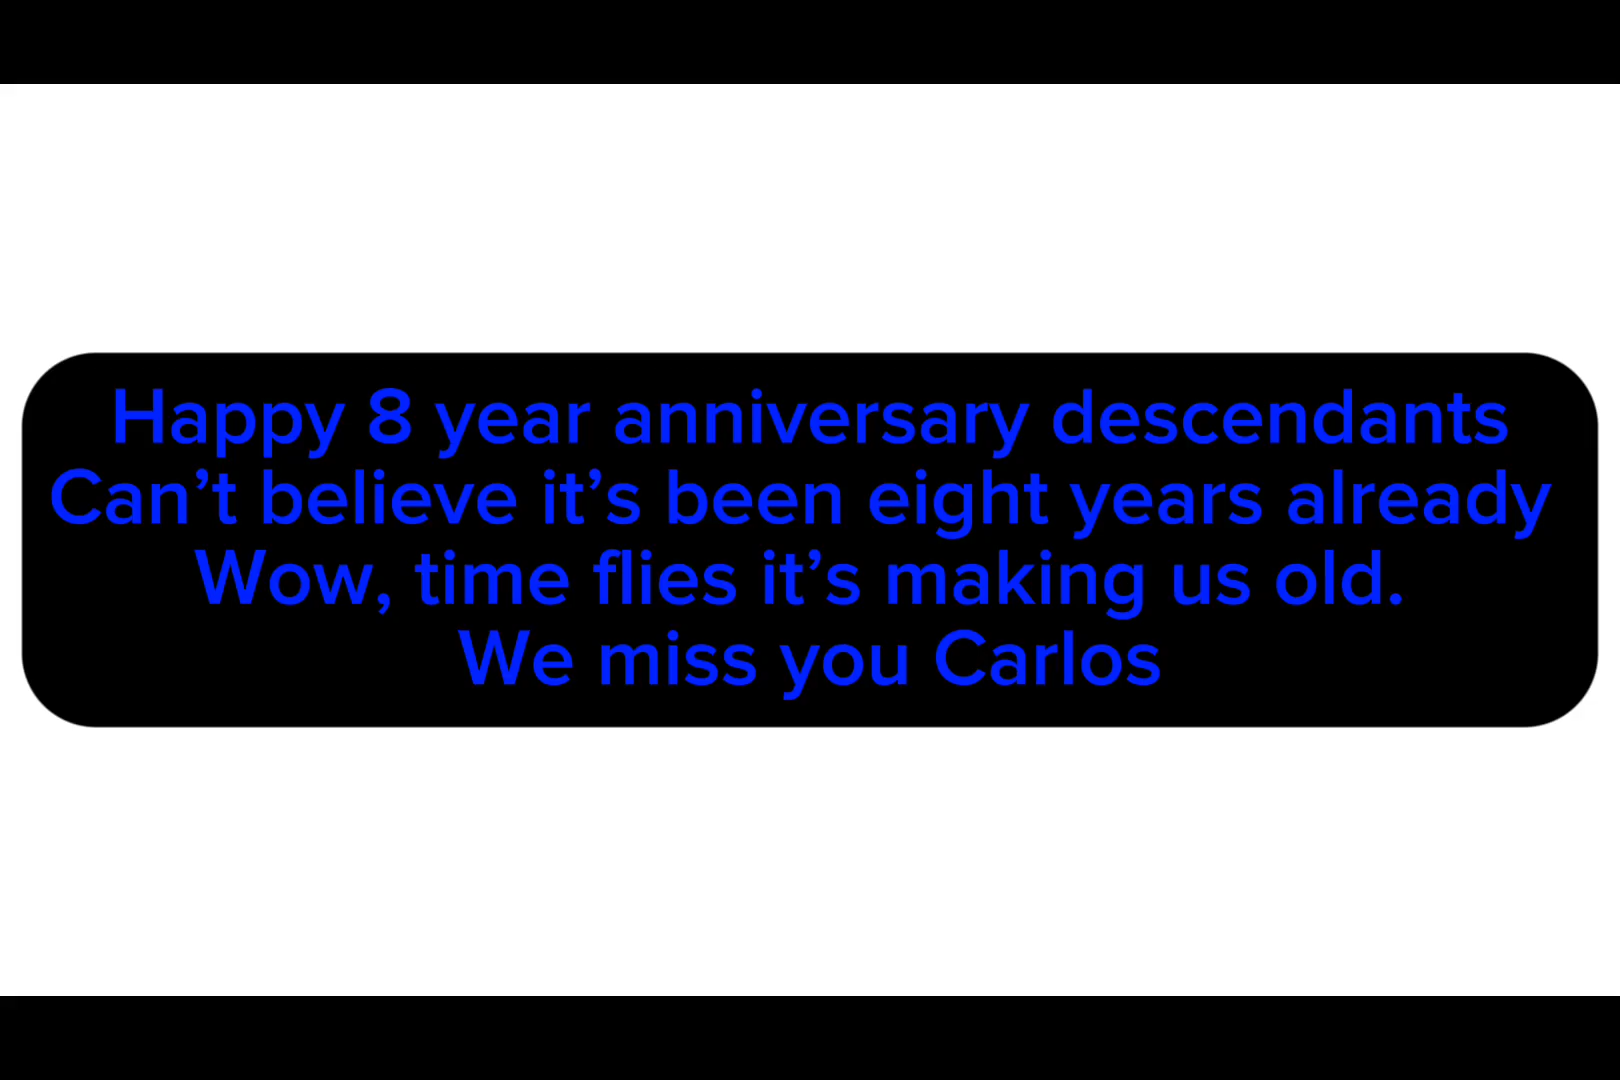 Happy 8 year anniversary descendants
Can’t believe it’s been eight years already
Wow, time flies it’s making us old.
We miss you Carlos